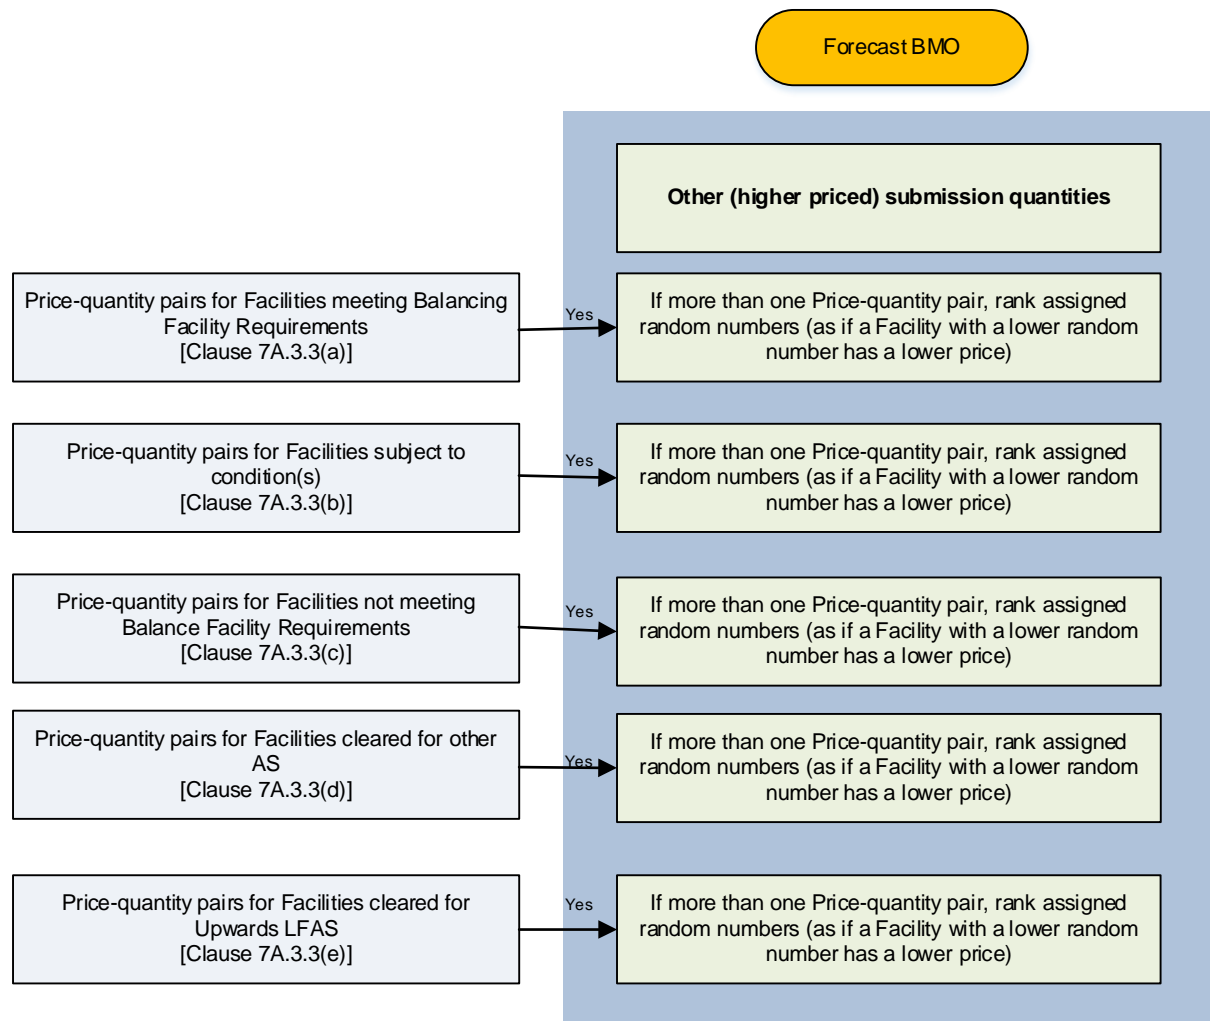 Forecast BMO
Other (higher priced) submission quantities
Price-quantity pairs for Facilities meeting Balancing
Facility Requirements
[Clause 7A.3.3(a)]
Yes
If more than one Price-quantity pair, rank assigned
random numbers (as if a Facility with a lower random
number has a lower price)
Price-quantity pairs for Facilities subject to
condition(s)
[Clause 7A.3.3(b)]
Yes
If more than one Price-quantity pair, rank assigned
random numbers (as if a Facility with a lower random
number has a lower price)
Price-quantity pairs for Facilities not meeting
Balance Facility Requirements
[Clause 7A.3.3(c)]
Yes
If more than one Price-quantity pair, rank assigned
random numbers (as if a Facility with a lower random
number has a lower price)
Price-quantity pairs for Facilities cleared for other
AS
[Clause 7A.3.3(d)]
Yes
If more than one Price-quantity pair, rank assigned
random numbers (as if a Facility with a lower random
number has a lower price)
Price-quantity pairs for Facilities cleared for
Upwards LFAS
[Clause 7A.3.3(e)]
Yes
If more than one Price-quantity pair, rank assigned
random numbers (as if a Facility with a lower random
number has a lower price)